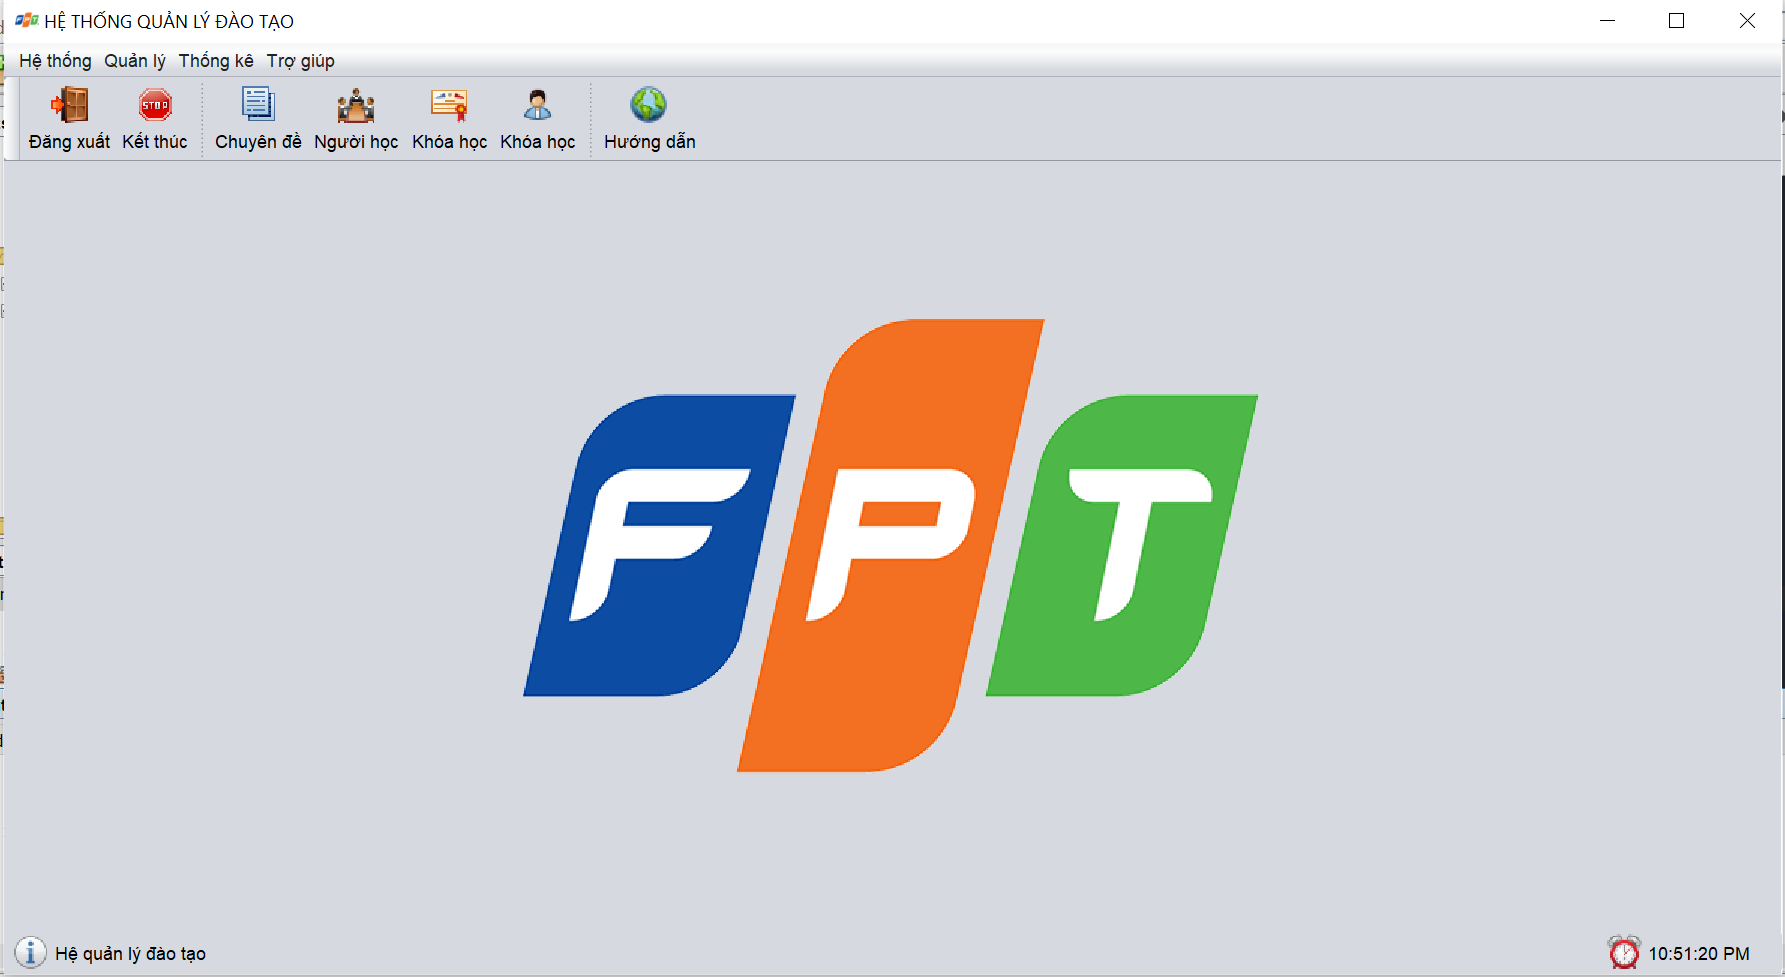 FPT HỆ THỐNG QUẢN LÝ ĐÀO TẠO
Hệ thống Quản lý Thống kê Trợ giúp
STOP
Đăng xuất Kết thúc Chuyên đề Người học Khóa học Khóa học Hướng dẫn
FPT
Hệ quản lý đào tạo 10:51:20 PM